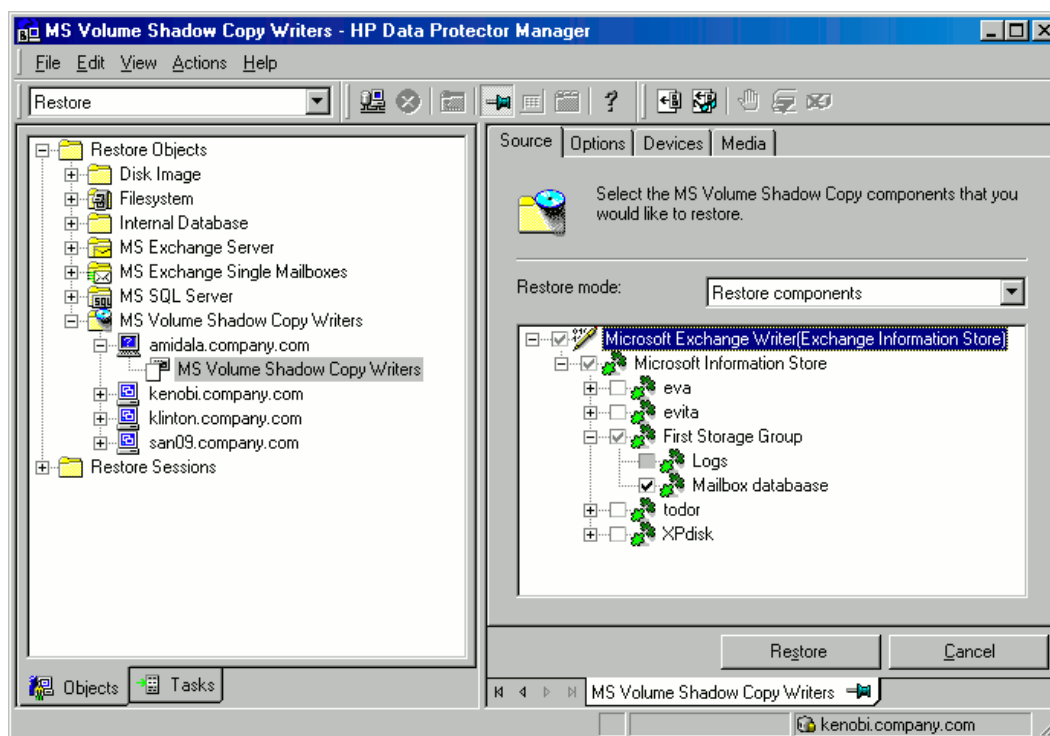 MS Volume Shadow Copy Writers - HP Data Protector Manager
File Edit View Actions Help
Restore
Restore Objects
Disk Image
Filesystem
Internal Database
MS Exchange Server
MS Exchange Single Mailboxes
SQL MS SQL Server
MS Volume Shadow Copy Writers
amidala.company.com
MS Volume Shadow Copy Writers
kenobi.company.com
klinton.company.com
san09.company.com
Restore Sessions
Objects Tasks
Source Options Devices Media
Select the MS Volume Shadow Copy components that you
would like to restore.
Restore mode: Restore components
Microsoft Exchange Writer(Exchange Information Store)
Microsoft Information Store
eva
evita
First Storage Group
Logs
Mailbox databaase
todor
XPdisk
Restore Cancel
MS Volume Shadow Copy Writers
kenobi.company.com